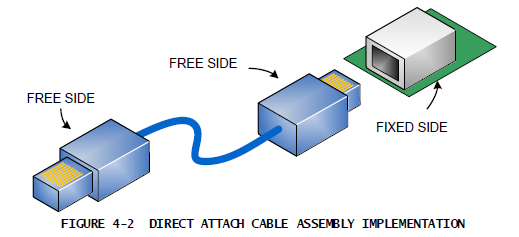 FREE SIDE
FREE SIDE
FIXED SIDE
FIGURE 4-2 DIRECT ATTACH CABLE ASSEMBLY IMPLEMENTATION